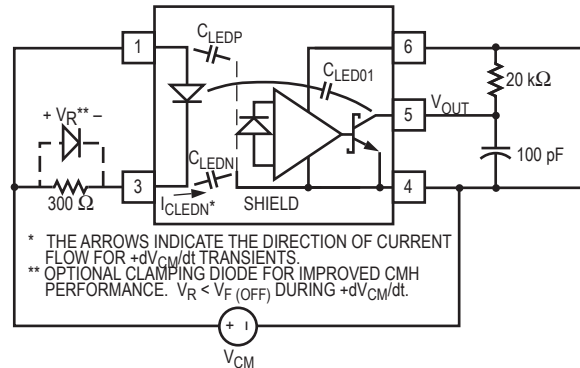 1
C_LEDP
6
20 kΩ
C_LED01
V_OUT
5
+ V_R** –
C_LEDN
100 pF
3
4
300 Ω
I_CLEDN*
SHIELD
* THE ARROWS INDICATE THE DIRECTION OF CURRENT
FLOW FOR +dV_CM/dt TRANSIENTS.
** OPTIONAL CLAMPING DIODE FOR IMPROVED CMH
PERFORMANCE. V_R < V_F (OFF) DURING +dV_CM/dt.
+ –
V_CM